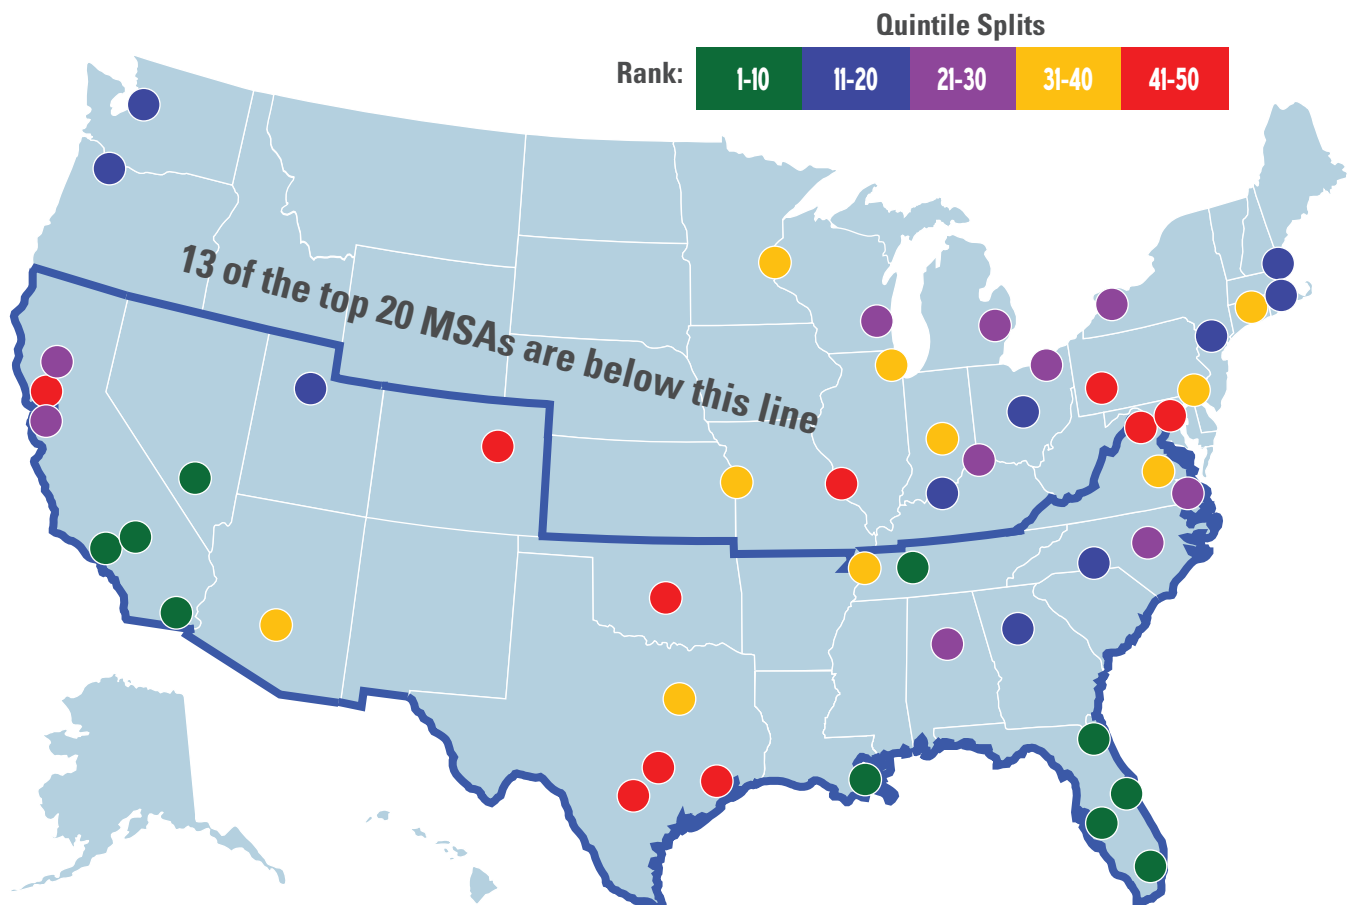 Quintile Splits
Rank: 1-10 11-20 21-30 31-40 41-50
13 of the top 20 MSAs are below this line